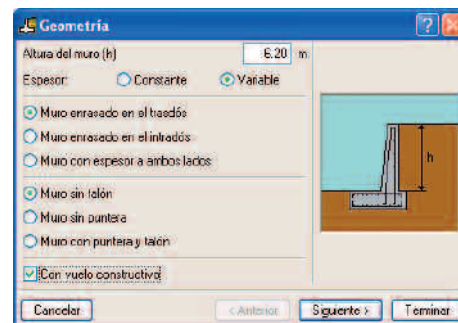 Geometría
Altura del muro (h) 6.20 m
Espesor: Constante Variable
Muro enrasado en el trasdós
Muro enrasado en el intradós
Muro con espesor a ambos lados
Muro sin talón
Muro sin puntera
Muro con puntera y talón
Con vuelo constructivo
h
Cancelar < Anterior Siguiente > Terminar